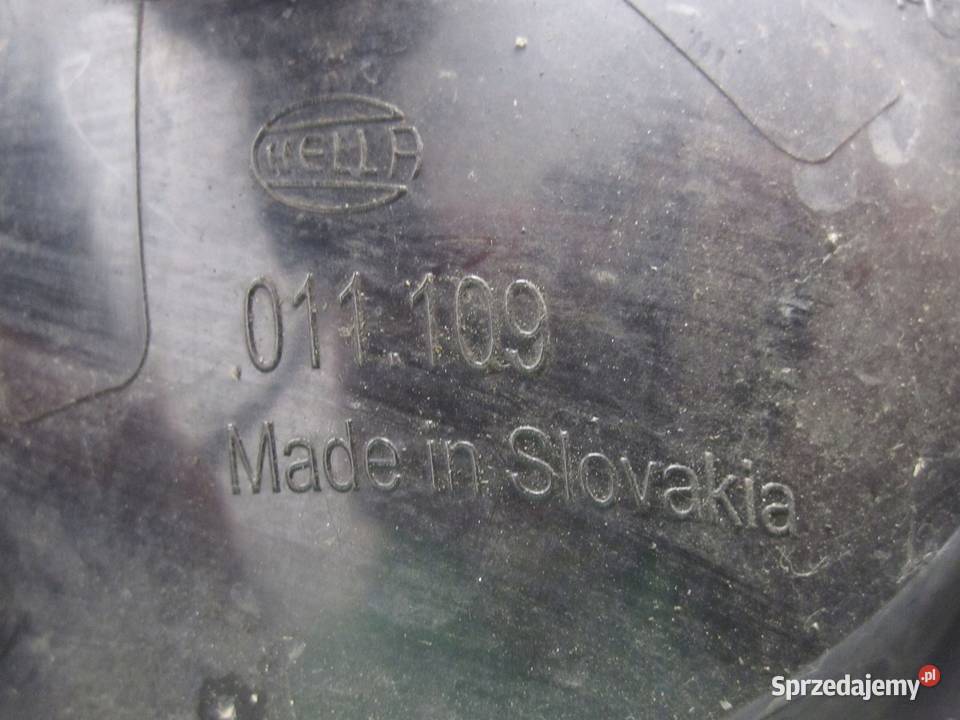 HELLA
.011.109
Made in Slovakia
Sprzedajemy.pl